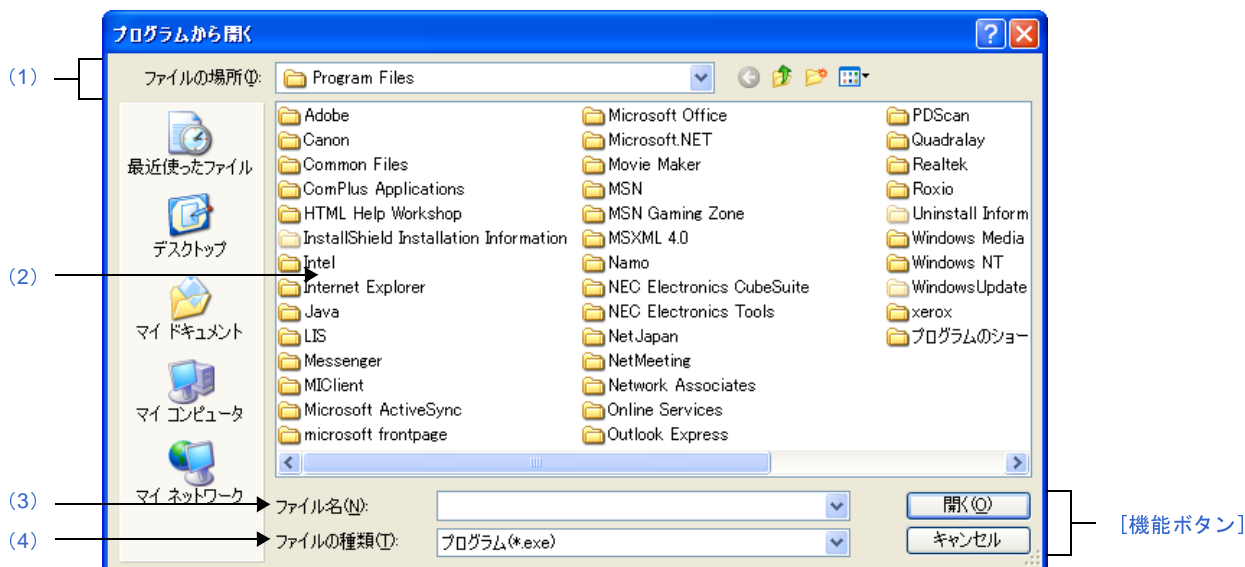 プログラムから開く
(1)
ファイルの場所(I):
Program Files
最近使ったファイル
デスクトップ
マイ ドキュメント
マイ コンピュータ
マイ ネットワーク
(2)
Adobe
Canon
Common Files
ComPlus Applications
HTML Help Workshop
InstallShield Installation Information
Intel
Internet Explorer
Java
LIS
Messenger
MIClient
Microsoft ActiveSync
microsoft frontpage
Microsoft Office
Microsoft.NET
Movie Maker
MSN
MSN Gaming Zone
MSXML 4.0
Namo
NEC Electronics CubeSuite
NEC Electronics Tools
NetJapan
NetMeeting
Network Associates
Online Services
Outlook Express
PDScan
Quadralay
Realtek
Roxio
Uninstall Inform
Windows Media
Windows NT
WindowsUpdate
xerox
プログラムのショー
(3)
ファイル名(N):
開く(O)
(4)
ファイルの種類(T):
プログラム(*.exe)
キャンセル
[機能ボタン]